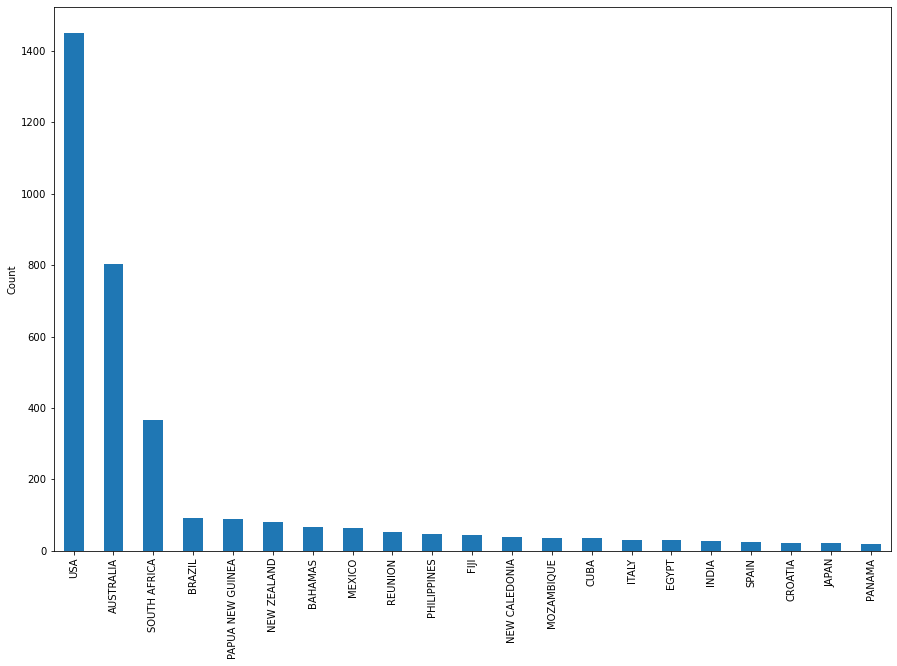 1400
1200
1000
800
600
400
200
0
Count
USA
AUSTRALIA
SOUTH AFRICA
BRAZIL
PAPUA NEW GUINEA
NEW ZEALAND
BAHAMAS
MEXICO
REUNION
PHILIPPINES
FIJI
NEW CALEDONIA
MOZAMBIQUE
CUBA
ITALY
EGYPT
INDIA
SPAIN
CROATIA
JAPAN
PANAMA